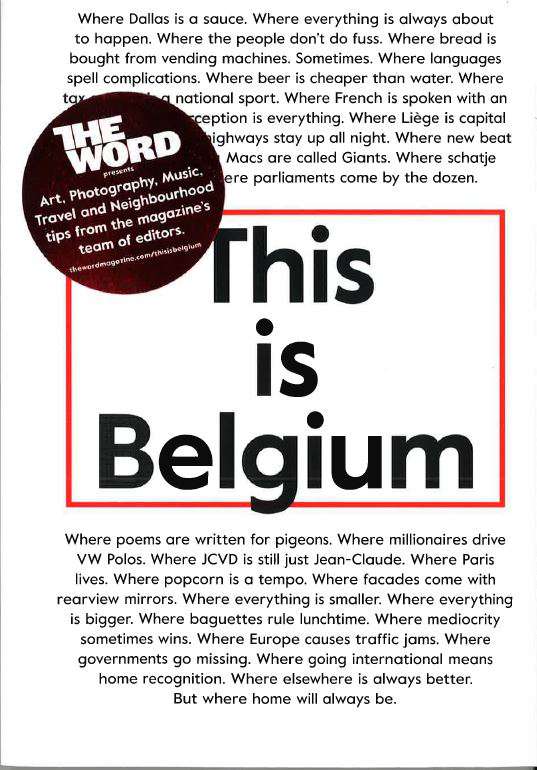 Where Dallas is a sauce. Where everything is always about
to happen. Where the people don't do fuss. Where bread is
bought from vending machines. Sometimes. Where languages
spell complications. Where beer is cheaper than water. Where
tax a national sport. Where French is spoken with an
is everything. Where Liège is capital
highways stay up all night. Where new beat
Macs are called Giants. Where schatje
parliaments come by the dozen.
THE
WORD
presents
Art, Photography, Music,
Travel and Neighbourhood
tips from the magazine's
team of editors.
thewordmagazine.com/thisisbelgium
This
is
Belgium
Where poems are written for pigeons. Where millionaires drive
VW Polos. Where JCVD is still just Jean-Claude. Where Paris
lives. Where popcorn is a tempo. Where facades come with
rearview mirrors. Where everything is smaller. Where everything
is bigger. Where baguettes rule lunchtime. Where mediocrity
sometimes wins. Where Europe causes traffic jams. Where
governments go missing. Where going international means
home recognition. Where elsewhere is always better.
But where home will always be.